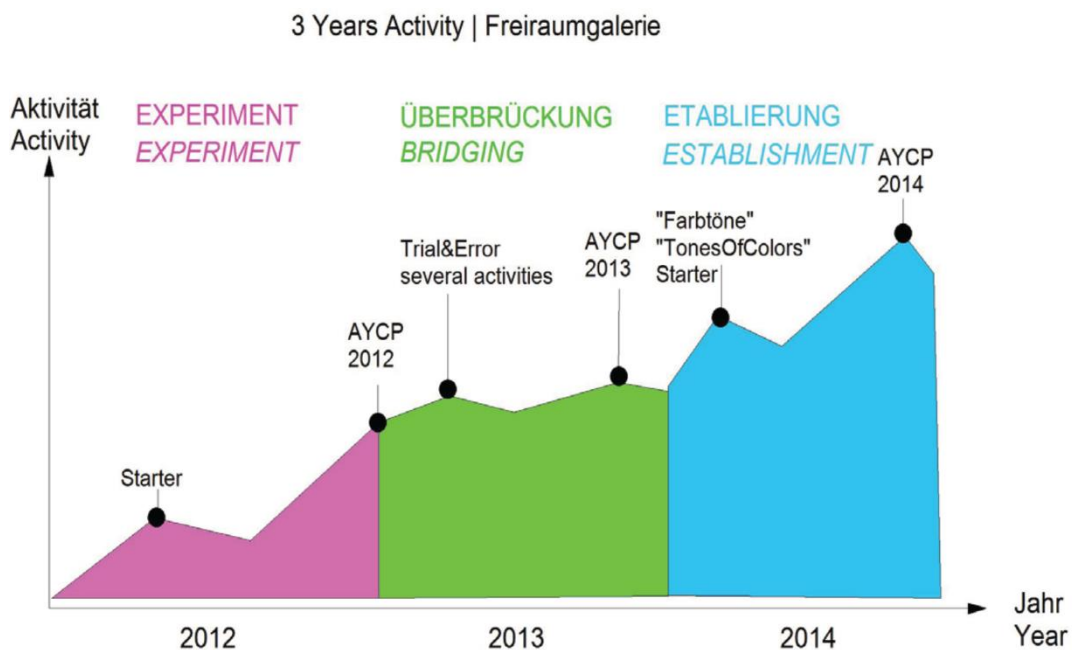 3 Years Activity | Freiraumgalerie
Aktivität
Activity
EXPERIMENT
EXPERIMENT
ÜBERBRÜCKUNG
BRIDGING
ETABLIERUNG
ESTABLISHMENT
Starter
AYCP
2012
Trial&Error
several activities
AYCP
2013
"Farbtöne"
"TonesOfColors"
Starter
AYCP
2014
2012
2013
2014
Jahr
Year